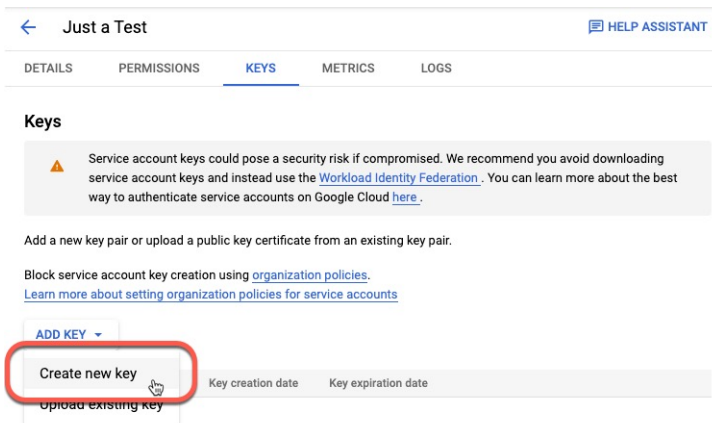 Just a Test
HELP ASSISTANT
DETAILS PERMISSIONS KEYS METRICS LOGS
Keys
Service account keys could pose a security risk if compromised. We recommend you avoid downloading
service account keys and instead use the Workload Identity Federation . You can learn more about the best
way to authenticate service accounts on Google Cloud here .
Add a new key pair or upload a public key certificate from an existing key pair.
Block service account key creation using organization policies.
Learn more about setting organization policies for service accounts
ADD KEY
Create new key
Key creation date Key expiration date
Upload existing key